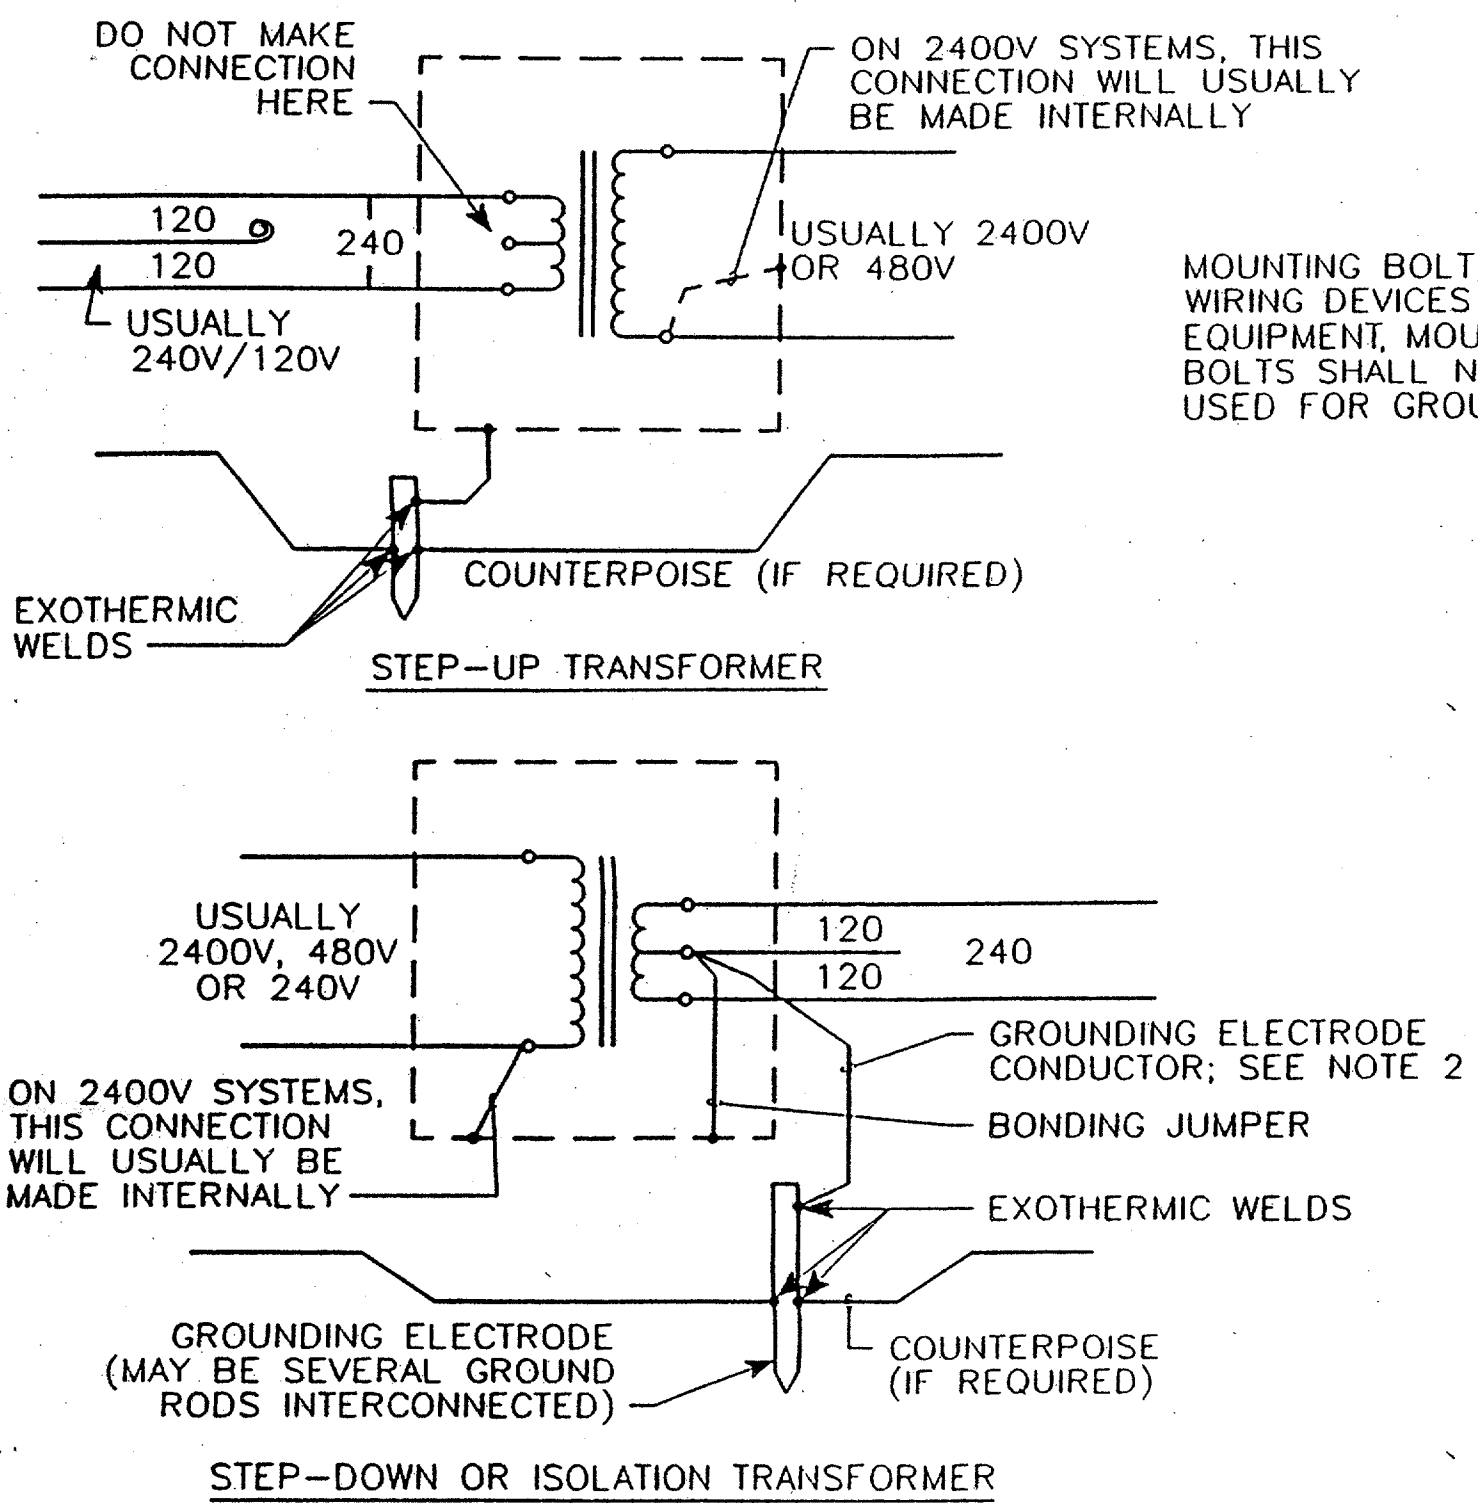 DO NOT MAKE
CONNECTION
HERE
ON 2400V SYSTEMS, THIS
CONNECTION WILL USUALLY
BE MADE INTERNALLY
120
240
120
USUALLY
240V/120V
USUALLY 2400V
OR 480V
MOUNTING BOLT
WIRING DEVICES
EQUIPMENT, MOU
BOLTS SHALL N
USED FOR GROU
COUNTERPOISE (IF REQUIRED)
EXOTHERMIC
WELDS
STEP-UP TRANSFORMER
USUALLY
2400V, 480V
OR 240V
120
240
120
ON 2400V SYSTEMS,
THIS CONNECTION
WILL USUALLY BE
MADE INTERNALLY
GROUNDING ELECTRODE
CONDUCTOR; SEE NOTE 2
BONDING JUMPER
EXOTHERMIC WELDS
GROUNDING ELECTRODE
(MAY BE SEVERAL GROUND
RODS INTERCONNECTED)
COUNTERPOISE
(IF REQUIRED)
STEP-DOWN OR ISOLATION TRANSFORMER